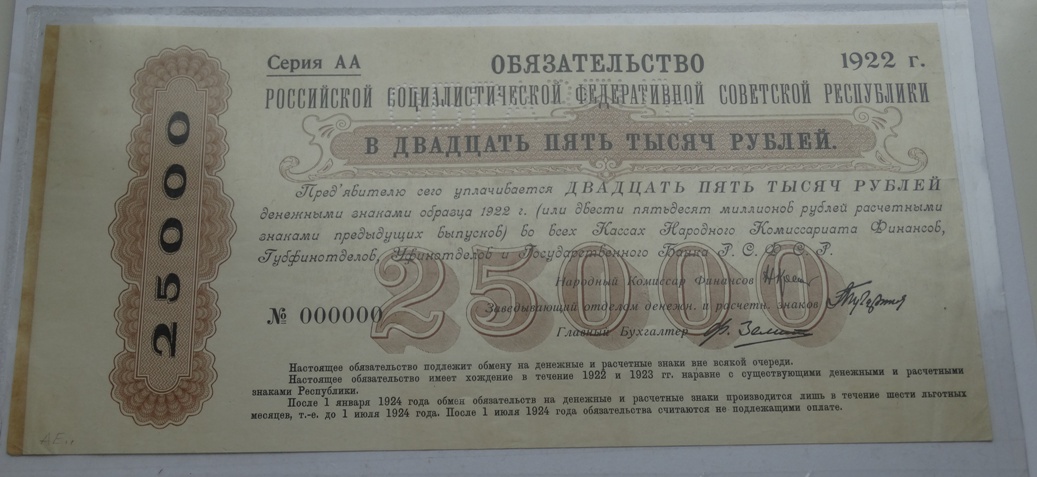 Серия АА
ОБЯЗАТЕЛЬСТВО
1922 г.
РОССИЙСКОЙ СОЦИАЛИСТИЧЕСКОЙ ФЕДЕРАТИВНОЙ СОВЕТСКОЙ РЕСПУБЛИКИ
В ДВАДЦАТЬ ПЯТЬ ТЫСЯЧ РУБЛЕЙ.
Пред'явителю сего уплачивается ДВАДЦАТЬ ПЯТЬ ТЫСЯЧ РУБЛЕЙ
денежными знаками образца 1922 г. (или двести пятьдесят миллионов рублей расчетными
знаками предыдущих выпусков) во всех Кассах Народного Комиссариата Финансов,
Губфинотделов, Уфинотделов и Государственного Банка Р. С. Ф. С. Р.
25000
25000
Народный Комиссар Финансов
Заведывающий отделом денежн. и расчетн. знаков
№ 000000
Главный Бухгалтер
Настоящее обязательство подлежит обмену на денежные и расчетные знаки вне всякой очереди.
Настоящее обязательство имеет хождение в течение 1922 и 1923 гг. наравне с существующими денежными и расчетными
знаками Республики.
После 1 января 1924 года обмен обязательств на денежные и расчетные знаки производится лишь в течение шести льготных
месяцев, т.-е. до 1 июля 1924 года. После 1 июля 1924 года обязательства считаются не подлежащими оплате.